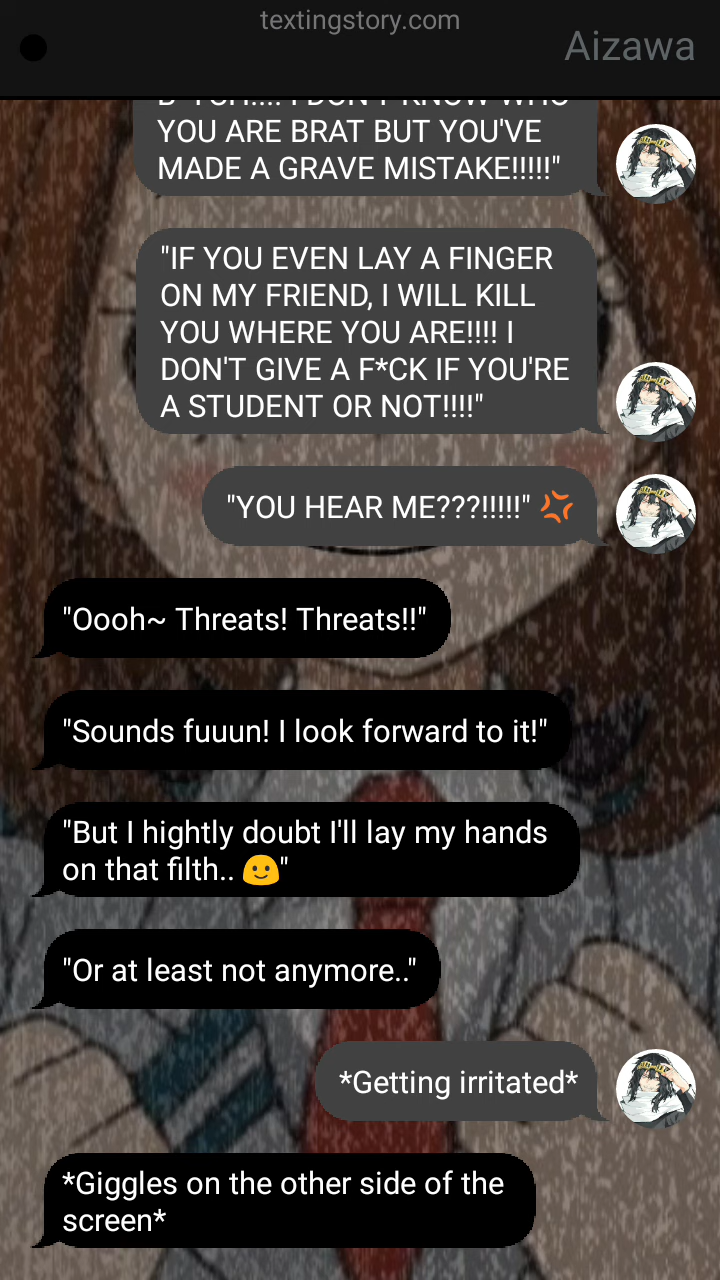 textingstory.com
Aizawa
YOU ARE BRAT BUT YOU'VE
MADE A GRAVE MISTAKE!!!!!"
"IF YOU EVEN LAY A FINGER
ON MY FRIEND, I WILL KILL
YOU WHERE YOU ARE!!!! I
DON'T GIVE A F*CK IF YOU'RE
A STUDENT OR NOT!!!!"
"YOU HEAR ME???!!!!!" 💢
"Oooh~ Threats! Threats!!"
"Sounds fuuun! I look forward to it!"
"But I hightly doubt I'll lay my hands
on that filth.. 🙂"
"Or at least not anymore.."
*Getting irritated*
*Giggles on the other side of the
screen*